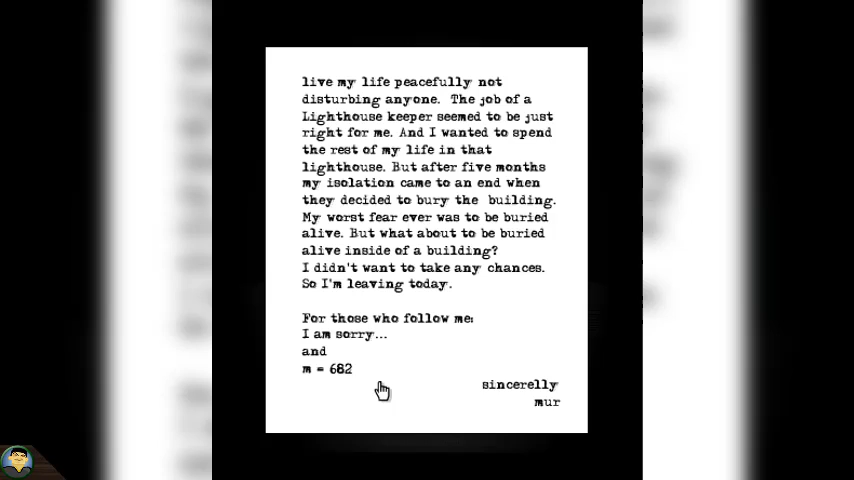 live my life peacefully not
disturbing anyone. The job of a
Lighthouse keeper seemed to be just
right for me. And I wanted to spend
the rest of my life in that
lighthouse. But after five months
my isolation came to an end when
they decided to bury the building.
My worst fear ever was to be buried
alive. But what about to be buried
alive inside of a building?
I didn't want to take any chances.
So I'm leaving today.
For those who follow me:
I am sorry...
and
m = 682
sincerelly
mur